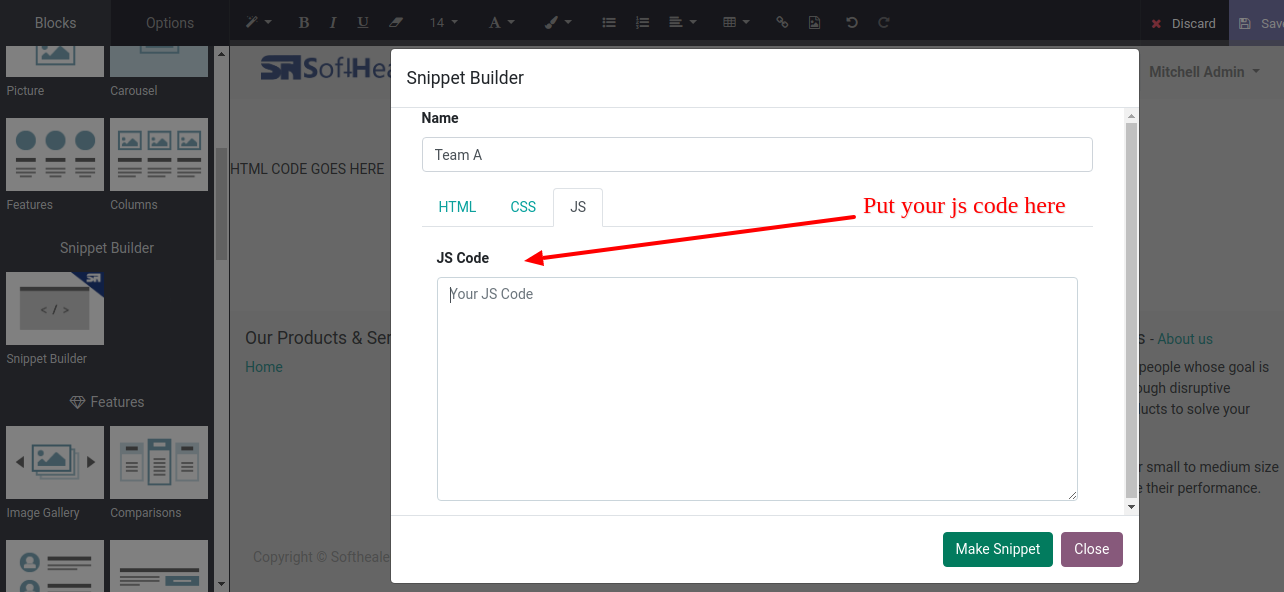 Blocks
Options
B I U 14 A
Discard
Save
Picture
Carousel
Features
Columns
Snippet Builder
</>
Snippet Builder
Features
Image Gallery
Comparisons
Mitchell Admin
HTML CODE GOES HERE
Our Products & Ser
Home
Copyright © Softheale
s - About us
people whose goal is
ough disruptive
ucts to solve your
r small to medium size
e their performance.
Snippet Builder
Name
Team A
HTML
CSS
JS
Put your js code here
JS Code
Your JS Code
Make Snippet
Close